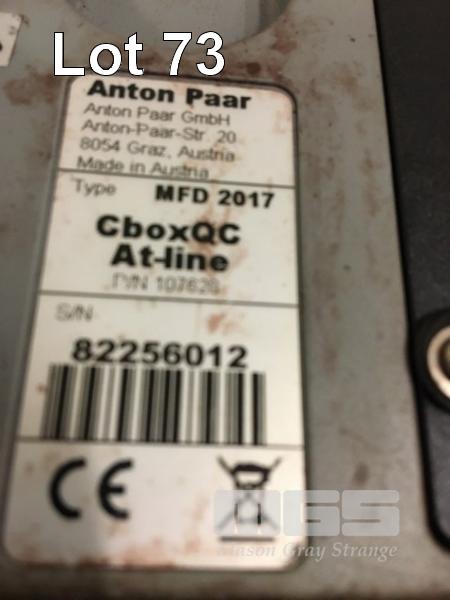 Lot 73
Anton Paar
Anton Paar GmbH
Anton-Paar-Str. 20
8054 Graz, Austria
Made in Austria
Type MFD 2017
CboxQC
At-line
P/N 107626
S/N
82256012
CE
MGS
Mason Gray Strange